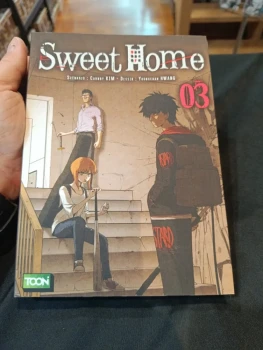 Sweet Home
Scénario : Carnby KIM - Dessin : Youngchan HWANG
03
TOON